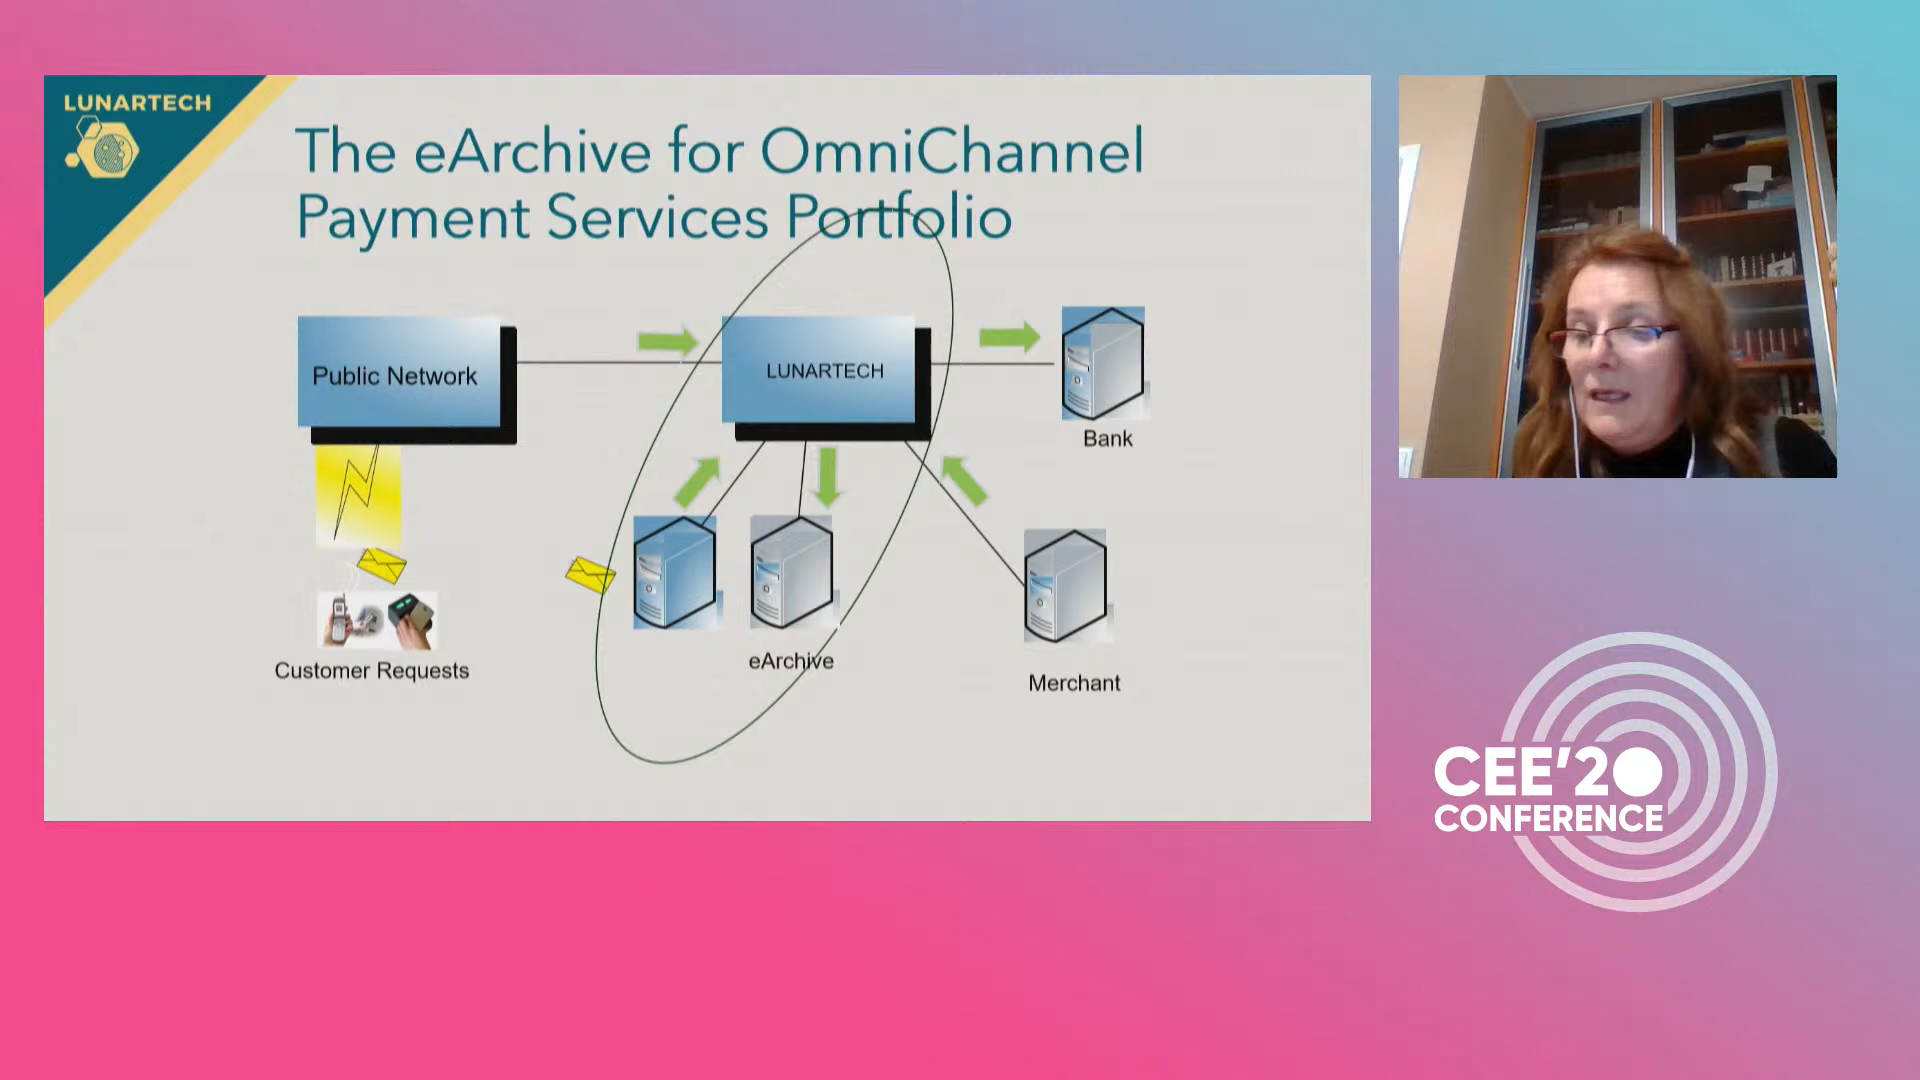 LUNARTECH
The eArchive for OmniChannel
Payment Services Portfolio
Public Network
LUNARTECH
Bank
eArchive
Customer Requests
Merchant
CEE'20
CONFERENCE